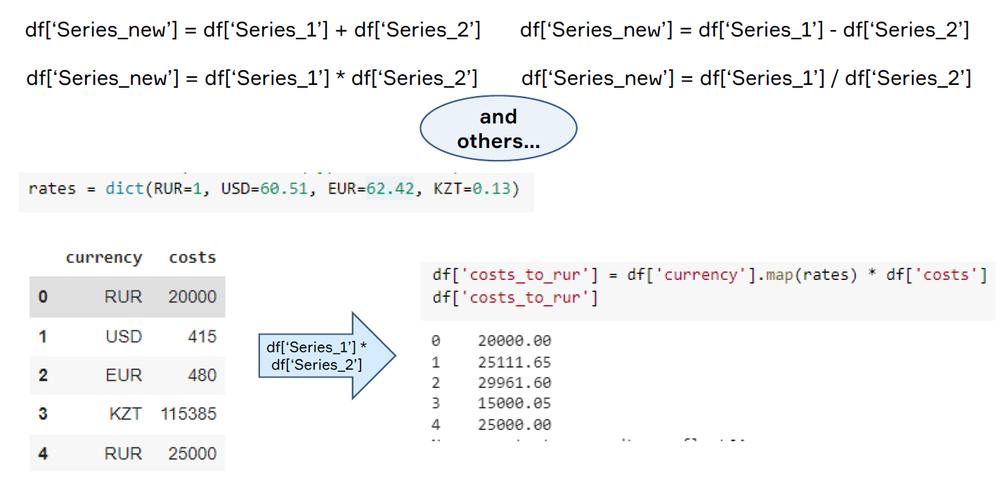 df[‘Series_new’] = df[‘Series_1’] + df[‘Series_2’] df[‘Series_new’] = df[‘Series_1’] - df[‘Series_2’]
df[‘Series_new’] = df[‘Series_1’] * df[‘Series_2’] df[‘Series_new’] = df[‘Series_1’] / df[‘Series_2’]
and
others...
rates = dict(RUR=1, USD=60.51, EUR=62.42, KZT=0.13)
currency costs
0 RUR 20000
1 USD 415
2 EUR 480
3 KZT 115385
4 RUR 25000
df[‘Series_1’] *
df[‘Series_2’]
df['costs_to_rur'] = df['currency'].map(rates) * df['costs']
df['costs_to_rur']
0 20000.00
1 25111.65
2 29961.60
3 15000.05
4 25000.00